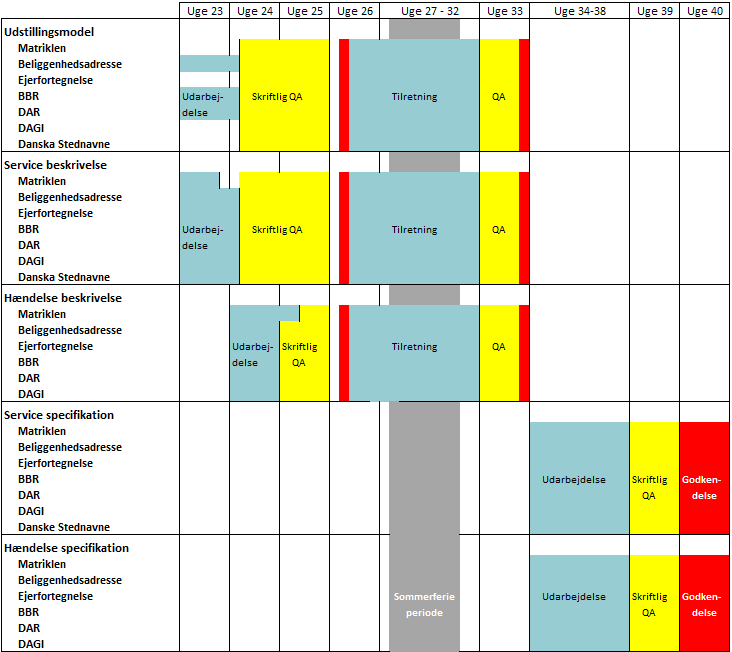 Uge 23 Uge 24 Uge 25 Uge 26 Uge 27 - 32 Uge 33 Uge 34-38 Uge 39 Uge 40
Udstillingsmodel
Matriklen
Beliggenhedsadresse
Ejerfortegnelse
BBR Udarbej- Skriftlig QA Tilretning QA
DAR delse
DAGI
Danska Stednavne
Service beskrivelse
Matriklen
Beliggenhedsadresse
Ejerfortegnelse
BBR Udarbej- Skriftlig QA Tilretning QA
DAR delse
DAGI
Danska Stednavne
Hændelse beskrivelse
Matriklen
Beliggenhedsadresse
Ejerfortegnelse Udarbej- Skriftlig Tilretning QA
BBR delse QA
DAR
DAGI
Service specifikation
Matriklen
Beliggenhedsadresse
Ejerfortegnelse
BBR Udarbejdelse Skriftlig Godken-
DAR QA delse
DAGI
Danske Stednavne
Hændelse specifikation
Matriklen
Beliggenhedsadresse
Ejerfortegnelse Sommerferie Udarbejdelse Skriftlig Godken-
BBR periode QA delse
DAR
DAGI